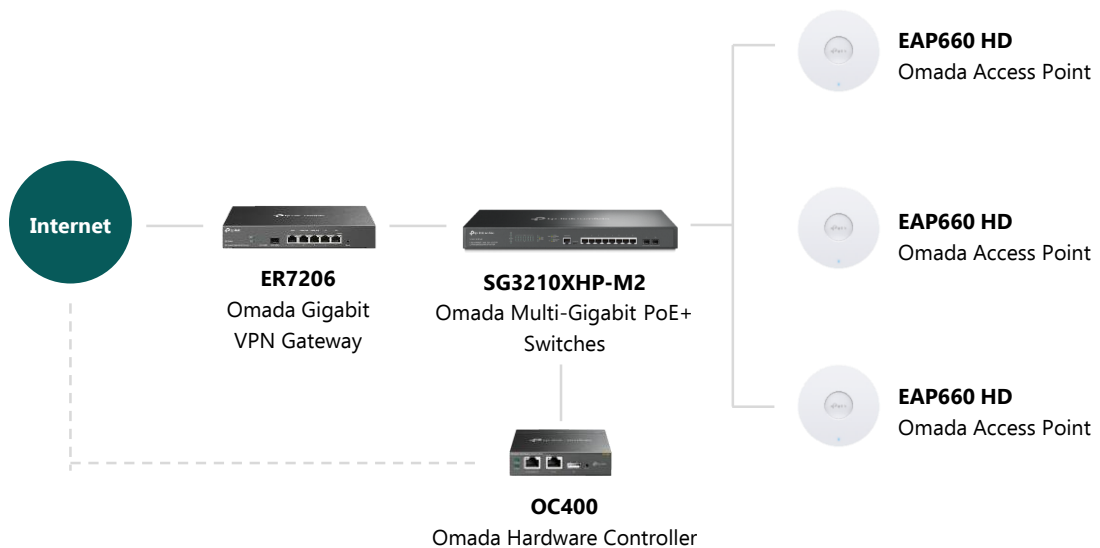 EAP660 HD
Omada Access Point
Internet
EAP660 HD
Omada Access Point
ER7206
Omada Gigabit
VPN Gateway
SG3210XHP-M2
Omada Multi-Gigabit PoE+
Switches
EAP660 HD
Omada Access Point
OC400
Omada Hardware Controller